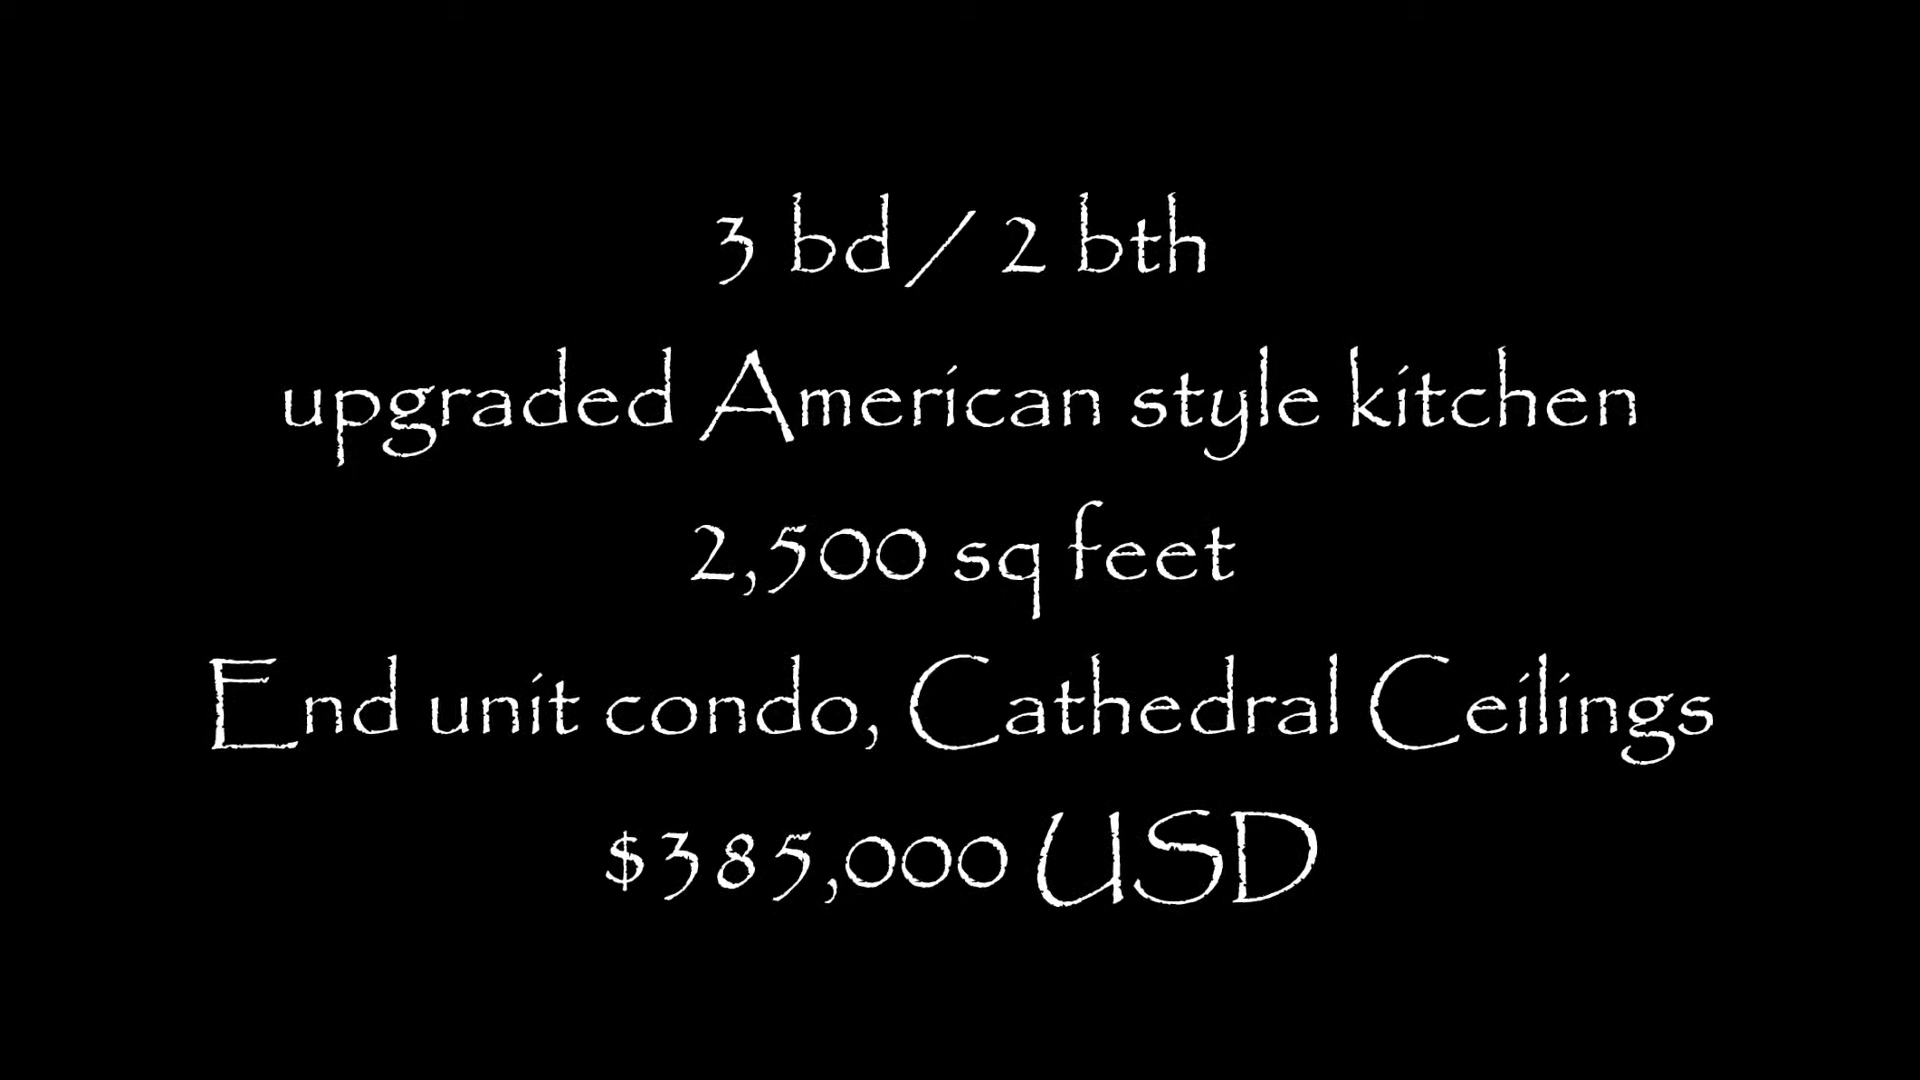 3 bd / 2 bth
upgraded American style kitchen
2,500 sq feet
End unit condo, Cathedral Ceilings
$385,000 USD